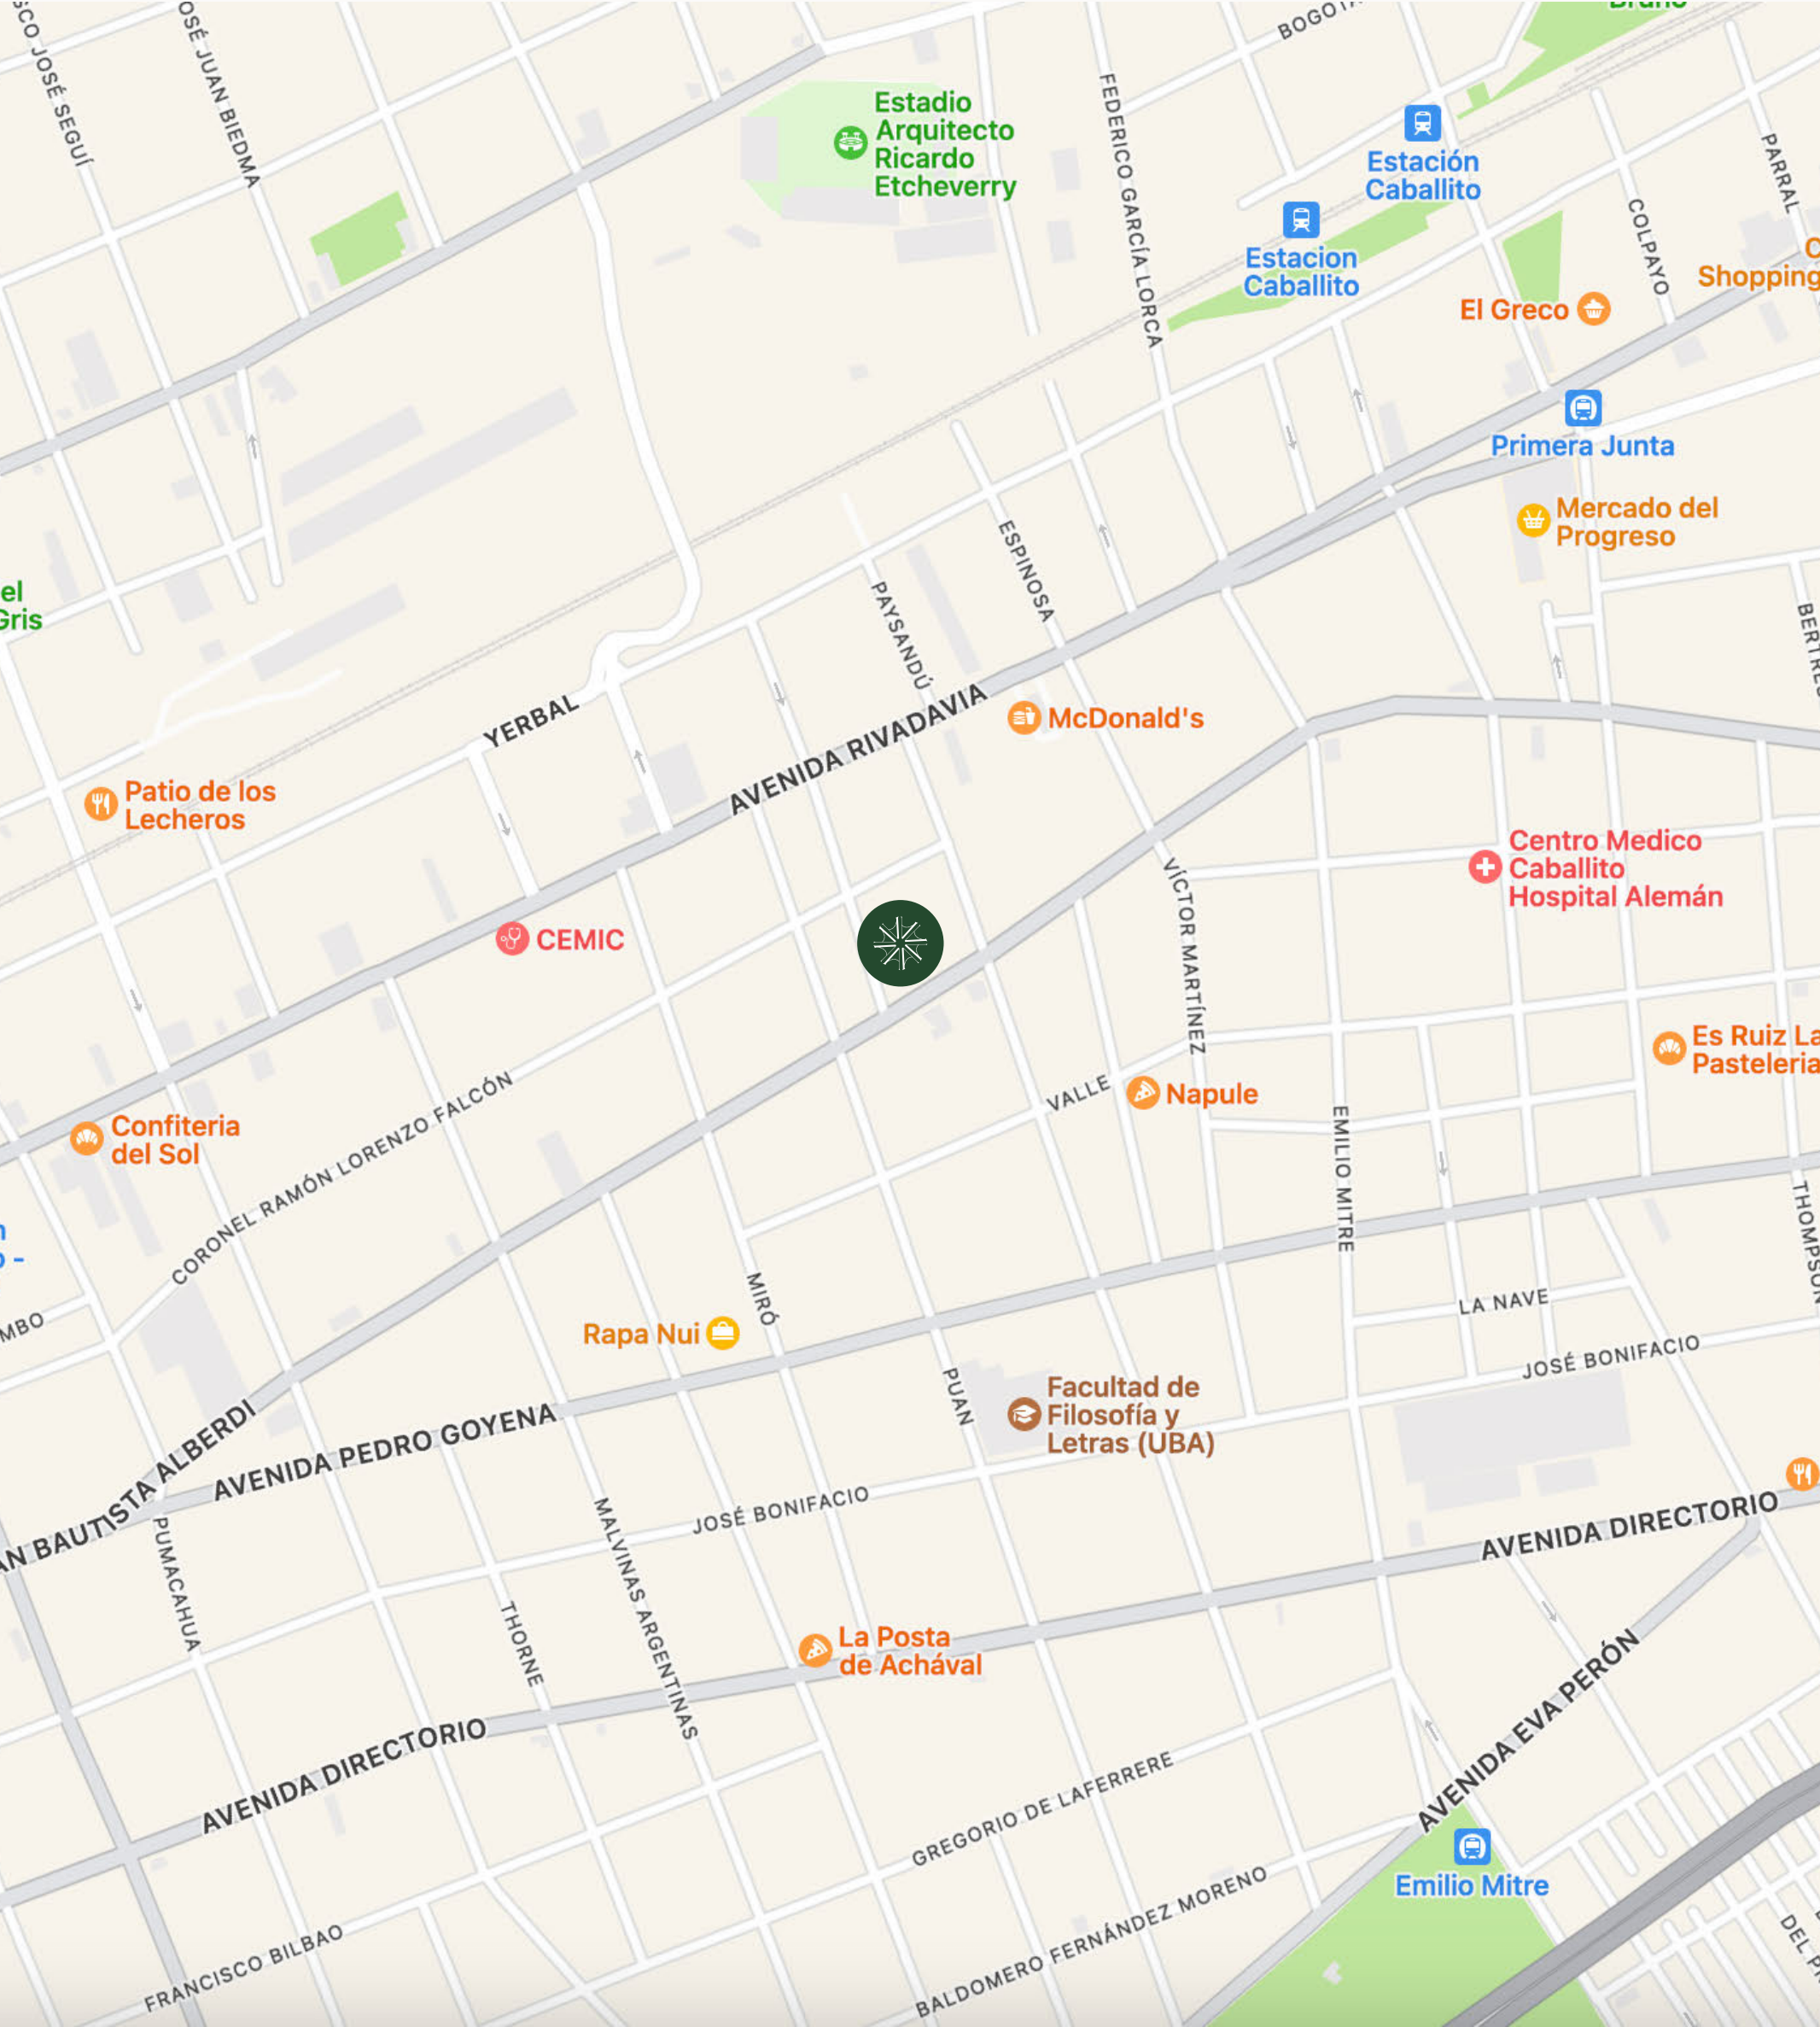 Bruno
BOGOTÁ
JOSÉ JUAN BIEDMA
SCO JOSÉ SEGUÍ
Estadio
Arquitecto
Ricardo
Etcheverry
FEDERICO GARCÍA LORCA
Estación
Caballito
PARRAL
COLPAYO
Estacion
Caballito
Shopping
El Greco
Primera Junta
Mercado del
Progreso
ESPINOSA
el
Gris
PAYSANDÚ
YERBAL
AVENIDA RIVADAVIA
McDonald's
Patio de los
Lecheros
CEMIC
VÍCTOR MARTÍNEZ
Centro Medico
Caballito
Hospital Alemán
Es Ruiz La
Pasteleria
VALLE
Napule
CORONEL RAMÓN LORENZO FALCÓN
Confiteria
del Sol
EMILIO MITRE
THOMPSON
MIRÓ
LA NAVE
MBO
Rapa Nui
JOSÉ BONIFACIO
PUAN
Facultad de
Filosofía y
Letras (UBA)
AN BAUTISTA ALBERDI
AVENIDA PEDRO GOYENA
JOSÉ BONIFACIO
AVENIDA DIRECTORIO
PUMACAHUA
MALVINAS ARGENTINAS
THORNE
La Posta
de Achával
AVENIDA DIRECTORIO
AVENIDA EVA PERÓN
GREGORIO DE LAFERRERE
Emilio Mitre
BALDOMERO FERNÁNDEZ MORENO
FRANCISCO BILBAO